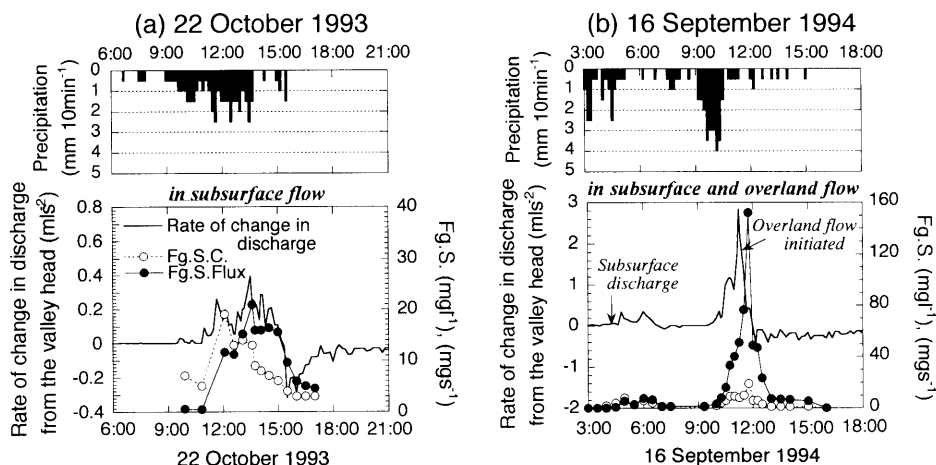 (a) 22 October 1993
6:00 9:00 12:00 15:00 18:00 21:00
Precipitation
(mm 10min-1)
0
1
2
3
4
5
in subsurface flow
Rate of change in discharge
from the valley head (mls-2)
0.8
0.6
0.4
0.2
0
-0.2
-0.4
Rate of change in
discharge
Fg.S.C.
Fg.S.Flux
40
30
20
10
0
Fg.S. (mgl-1), (mgs-1)
6:00 9:00 12:00 15:00 18:00 21:00
22 October 1993
(b) 16 September 1994
3:00 6:00 9:00 12:00 15:00 18:00
Precipitation
(mm 10min-1)
0
1
2
3
4
5
in subsurface and overland flow
Rate of change in discharge
from the valley head (mls-2)
3
2
1
0
-1
-2
Subsurface
discharge
Overland flow
initiated
160
120
80
40
0
Fg.S. (mgl-1), (mgs-1)
3:00 6:00 9:00 12:00 15:00 18:00
16 September 1994